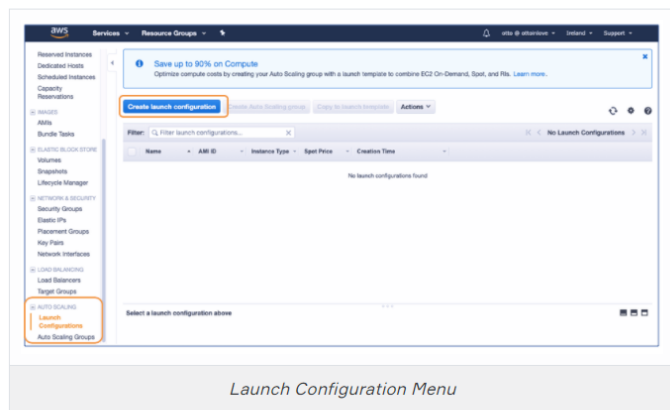 aws Services Resource Groups otto @ attainlove Ireland Support
Reserved Instances
Dedicated Hosts
Scheduled Instances
Capacity
Reservations
IMAGES
AMIs
Bundle Tasks
ELASTIC BLOCK STORE
Volumes
Snapshots
Lifecycle Manager
NETWORK & SECURITY
Security Groups
Elastic IPs
Placement Groups
Key Pairs
Network Interfaces
LOAD BALANCING
Load Balancers
Target Groups
AUTO SCALING
Launch
Configurations
Auto Scaling Groups
Save up to 90% on Compute
Optimize compute costs by creating your Auto Scaling group with a launch template to combine EC2 On-Demand, Spot, and RIs. Learn more.
Create launch configuration Create Auto Scaling group Copy to launch template Actions
Filter: Filter launch configurations... X No Launch Configurations
Name AMI ID Instance Type Spot Price Creation Time
No launch configurations found
Select a launch configuration above
Launch Configuration Menu